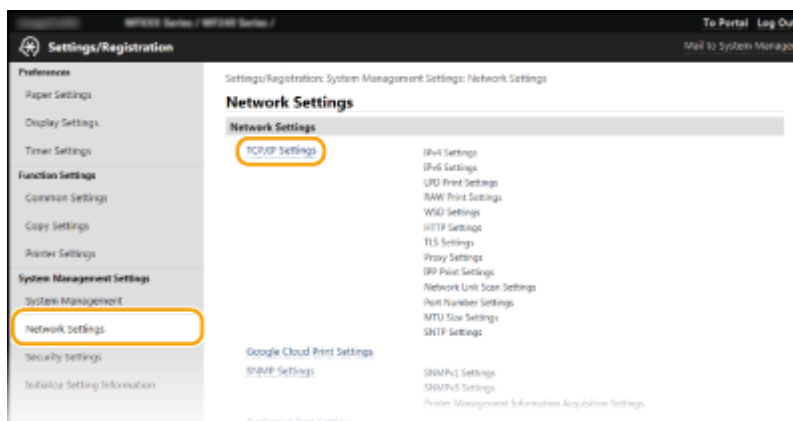 MFXXX Series / MF240 Series /
To Portal Log Ou
Settings/Registration
Mail to System Manage
Preferences
Paper Settings
Display Settings
Timer Settings
Function Settings
Common Settings
Copy Settings
Printer Settings
System Management Settings
System Management
Network Settings
Security Settings
Initialize Setting Information
Settings/Registration: System Management Settings: Network Settings
Network Settings
Network Settings
TCP/IP Settings
IPv4 Settings
IPv6 Settings
LPD Print Settings
RAW Print Settings
WSD Settings
HTTP Settings
TLS Settings
Proxy Settings
IPP Print Settings
Network Link Scan Settings
Port Number Settings
MTU Size Settings
SNTP Settings
Google Cloud Print Settings
SNMP Settings
SNMPv1 Settings
SNMPv3 Settings
Printer Management Information Acquisition Settings